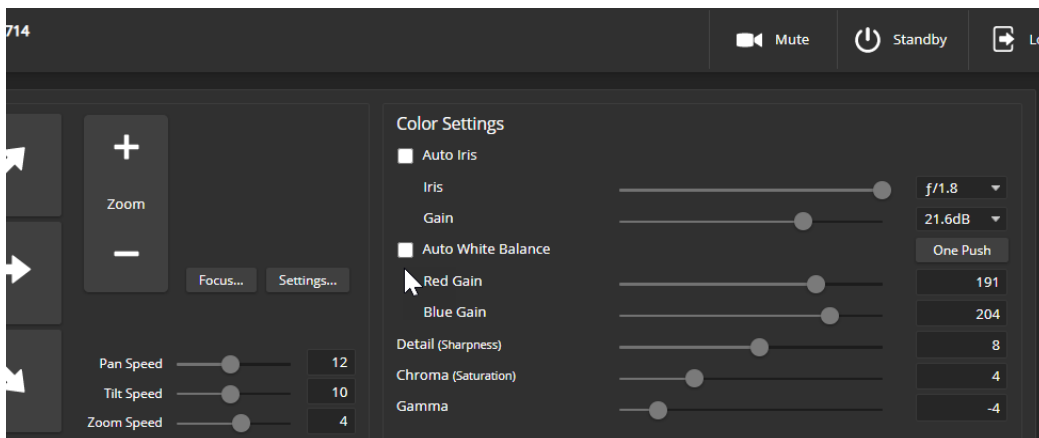 714
Mute
Standby
Zoom
Focus...
Settings...
Pan Speed 12
Tilt Speed 10
Zoom Speed 4
Color Settings
Auto Iris
Iris ƒ/1.8
Gain 21.6dB
Auto White Balance One Push
Red Gain 191
Blue Gain 204
Detail (Sharpness) 8
Chroma (Saturation) 4
Gamma -4